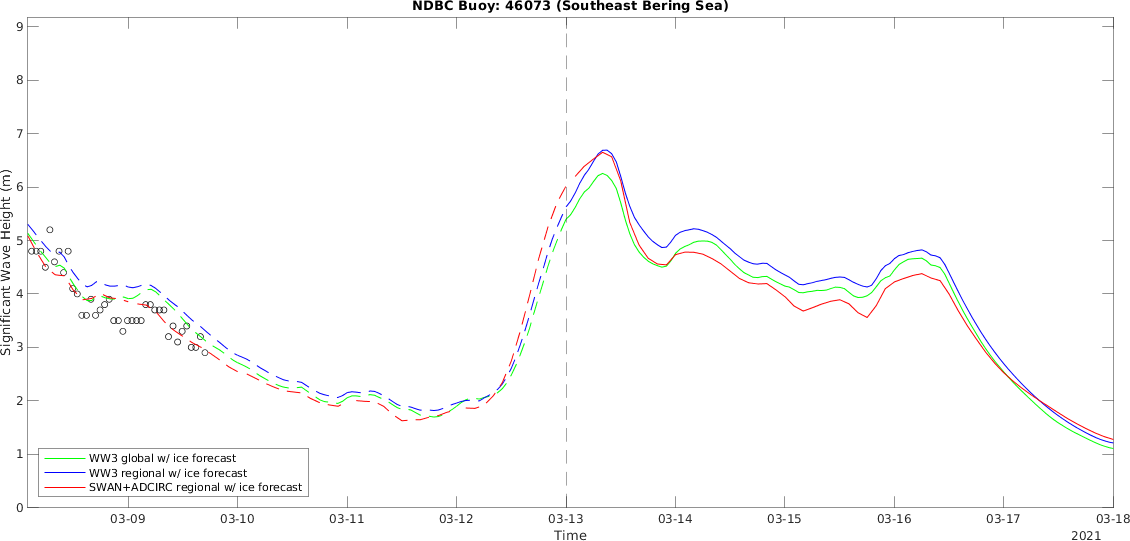 NDBC Buoy: 46073 (Southeast Bering Sea)
9
8
7
6
5
4
3
2
1
0
Significant Wave Height (m)
WW3 global w/ ice forecast
WW3 regional w/ ice forecast
SWAN+ADCIRC regional w/ ice forecast
03-09 03-10 03-11 03-12 03-13 03-14 03-15 03-16 03-17 03-18
Time
2021